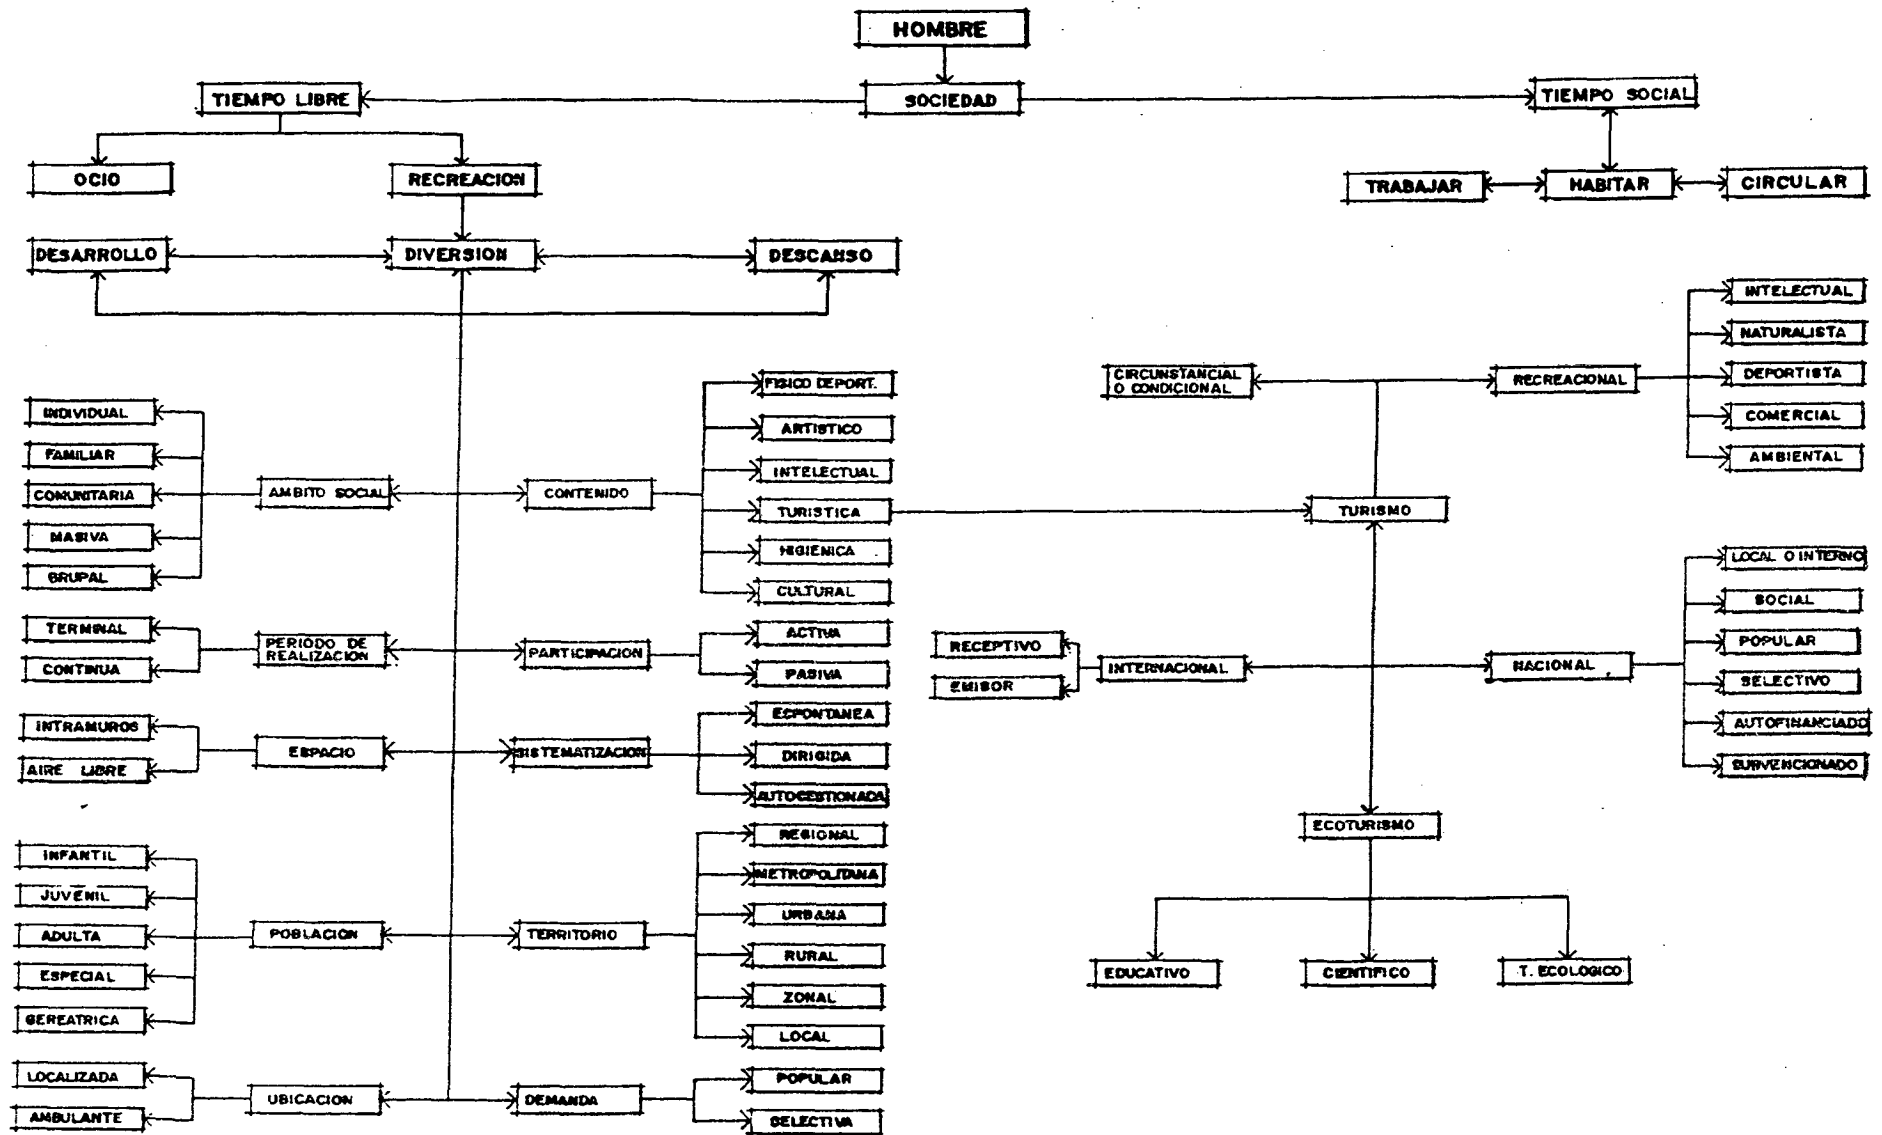 HOMBRE
TIEMPO LIBRE
SOCIEDAD
TIEMPO SOCIAL
OCIO
RECREACION
TRABAJAR
HABITAR
CIRCULAR
DESARROLLO
DIVERSION
DESCANSO
INDIVIDUAL
FAMILIAR
COMUNITARIA
MASIVA
GRUPAL
AMBITO SOCIAL
CONTENIDO
FISICO DEPORT.
ARTISTICO
INTELECTUAL
TURISTICA
HIGIENICA
CULTURAL
TERMINAL
CONTINUA
PERIODO DE
REALIZACION
PARTICIPACION
ACTIVA
PASIVA
INTRAMUROS
AIRE LIBRE
ESPACIO
SISTEMATIZACION
ESPONTANEA
DIRIGIDA
AUTOGESTIONADA
INFANTIL
JUVENIL
ADULTA
ESPECIAL
GEREATRICA
POBLACION
TERRITORIO
REGIONAL
METROPOLITANA
URBANA
RURAL
ZONAL
LOCAL
LOCALIZADA
AMBULANTE
UBICACION
DEMANDA
POPULAR
SELECTIVA
CIRCUNSTANCIAL
O CONDICIONAL
RECREACIONAL
INTELECTUAL
NATURALISTA
DEPORTISTA
COMERCIAL
AMBIENTAL
TURISMO
RECEPTIVO
EMISOR
INTERNACIONAL
NACIONAL
LOCAL O INTERNO
SOCIAL
POPULAR
SELECTIVO
AUTOFINANCIADO
SUBVENCIONADO
ECOTURISMO
EDUCATIVO
CIENTIFICO
T. ECOLOGICO